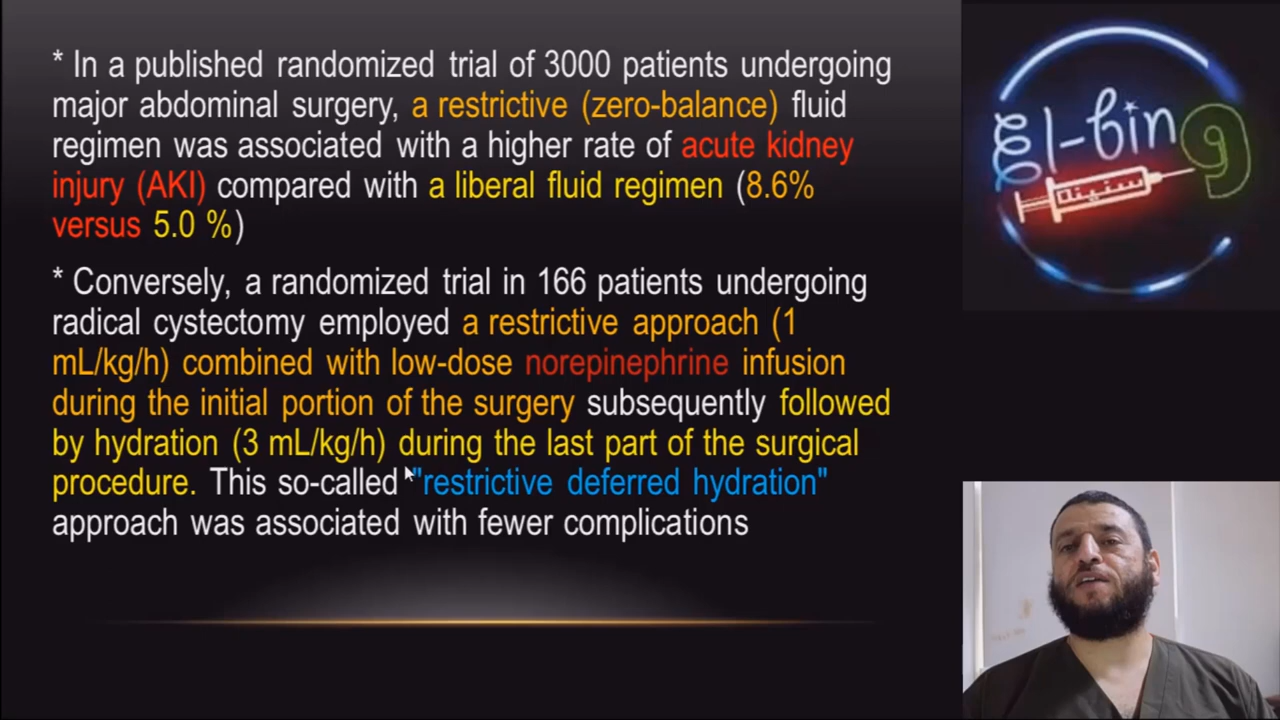 * In a published randomized trial of 3000 patients undergoing
major abdominal surgery, a restrictive (zero-balance) fluid
regimen was associated with a higher rate of acute kidney
injury (AKI) compared with a liberal fluid regimen (8.6%
versus 5.0 %)
* Conversely, a randomized trial in 166 patients undergoing
radical cystectomy employed a restrictive approach (1
mL/kg/h) combined with low-dose norepinephrine infusion
during the initial portion of the surgery subsequently followed
by hydration (3 mL/kg/h) during the last part of the surgical
procedure. This so-called "restrictive deferred hydration"
approach was associated with fewer complications
El-bing